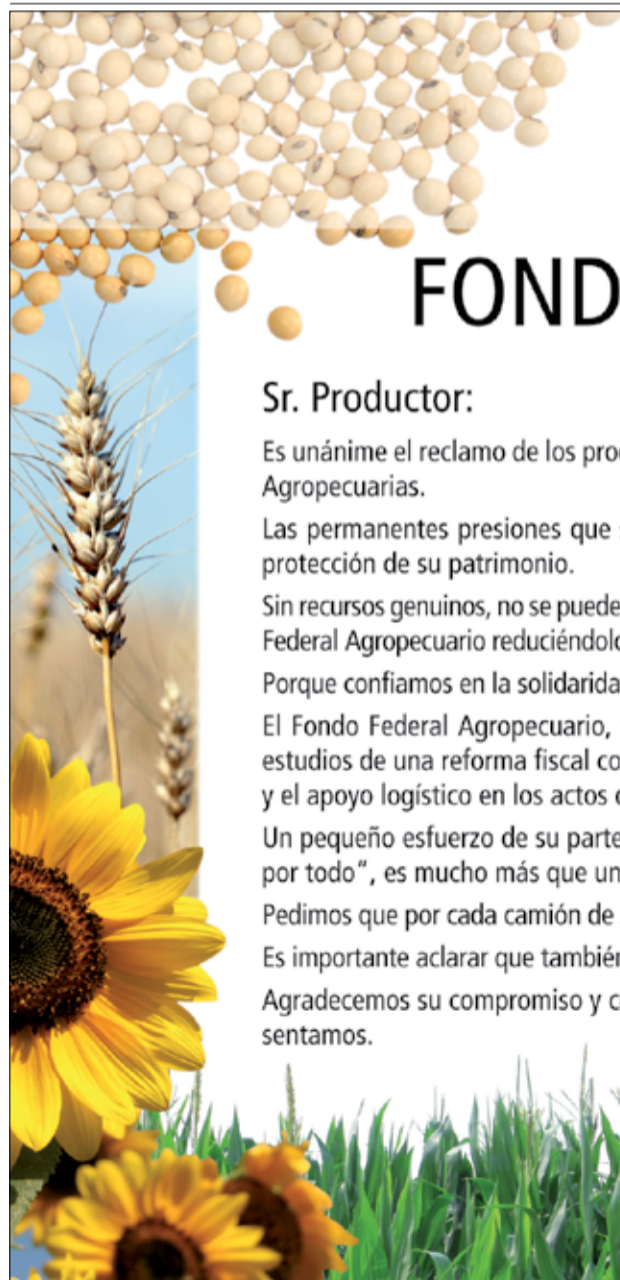 FOND
Sr. Productor:
Es unánime el reclamo de los pro
Agropecuarias.
Las permanentes presiones que
protección de su patrimonio.
Sin recursos genuinos, no se puede
Federal Agropecuario reduciéndol
Porque confiamos en la solidarida
El Fondo Federal Agropecuario,
estudios de una reforma fiscal co
y el apoyo logístico en los actos
Un pequeño esfuerzo de su parte
por todo", es mucho más que un
Pedimos que por cada camión de
Es importante aclarar que también
Agradecemos su compromiso y c
sentamos.